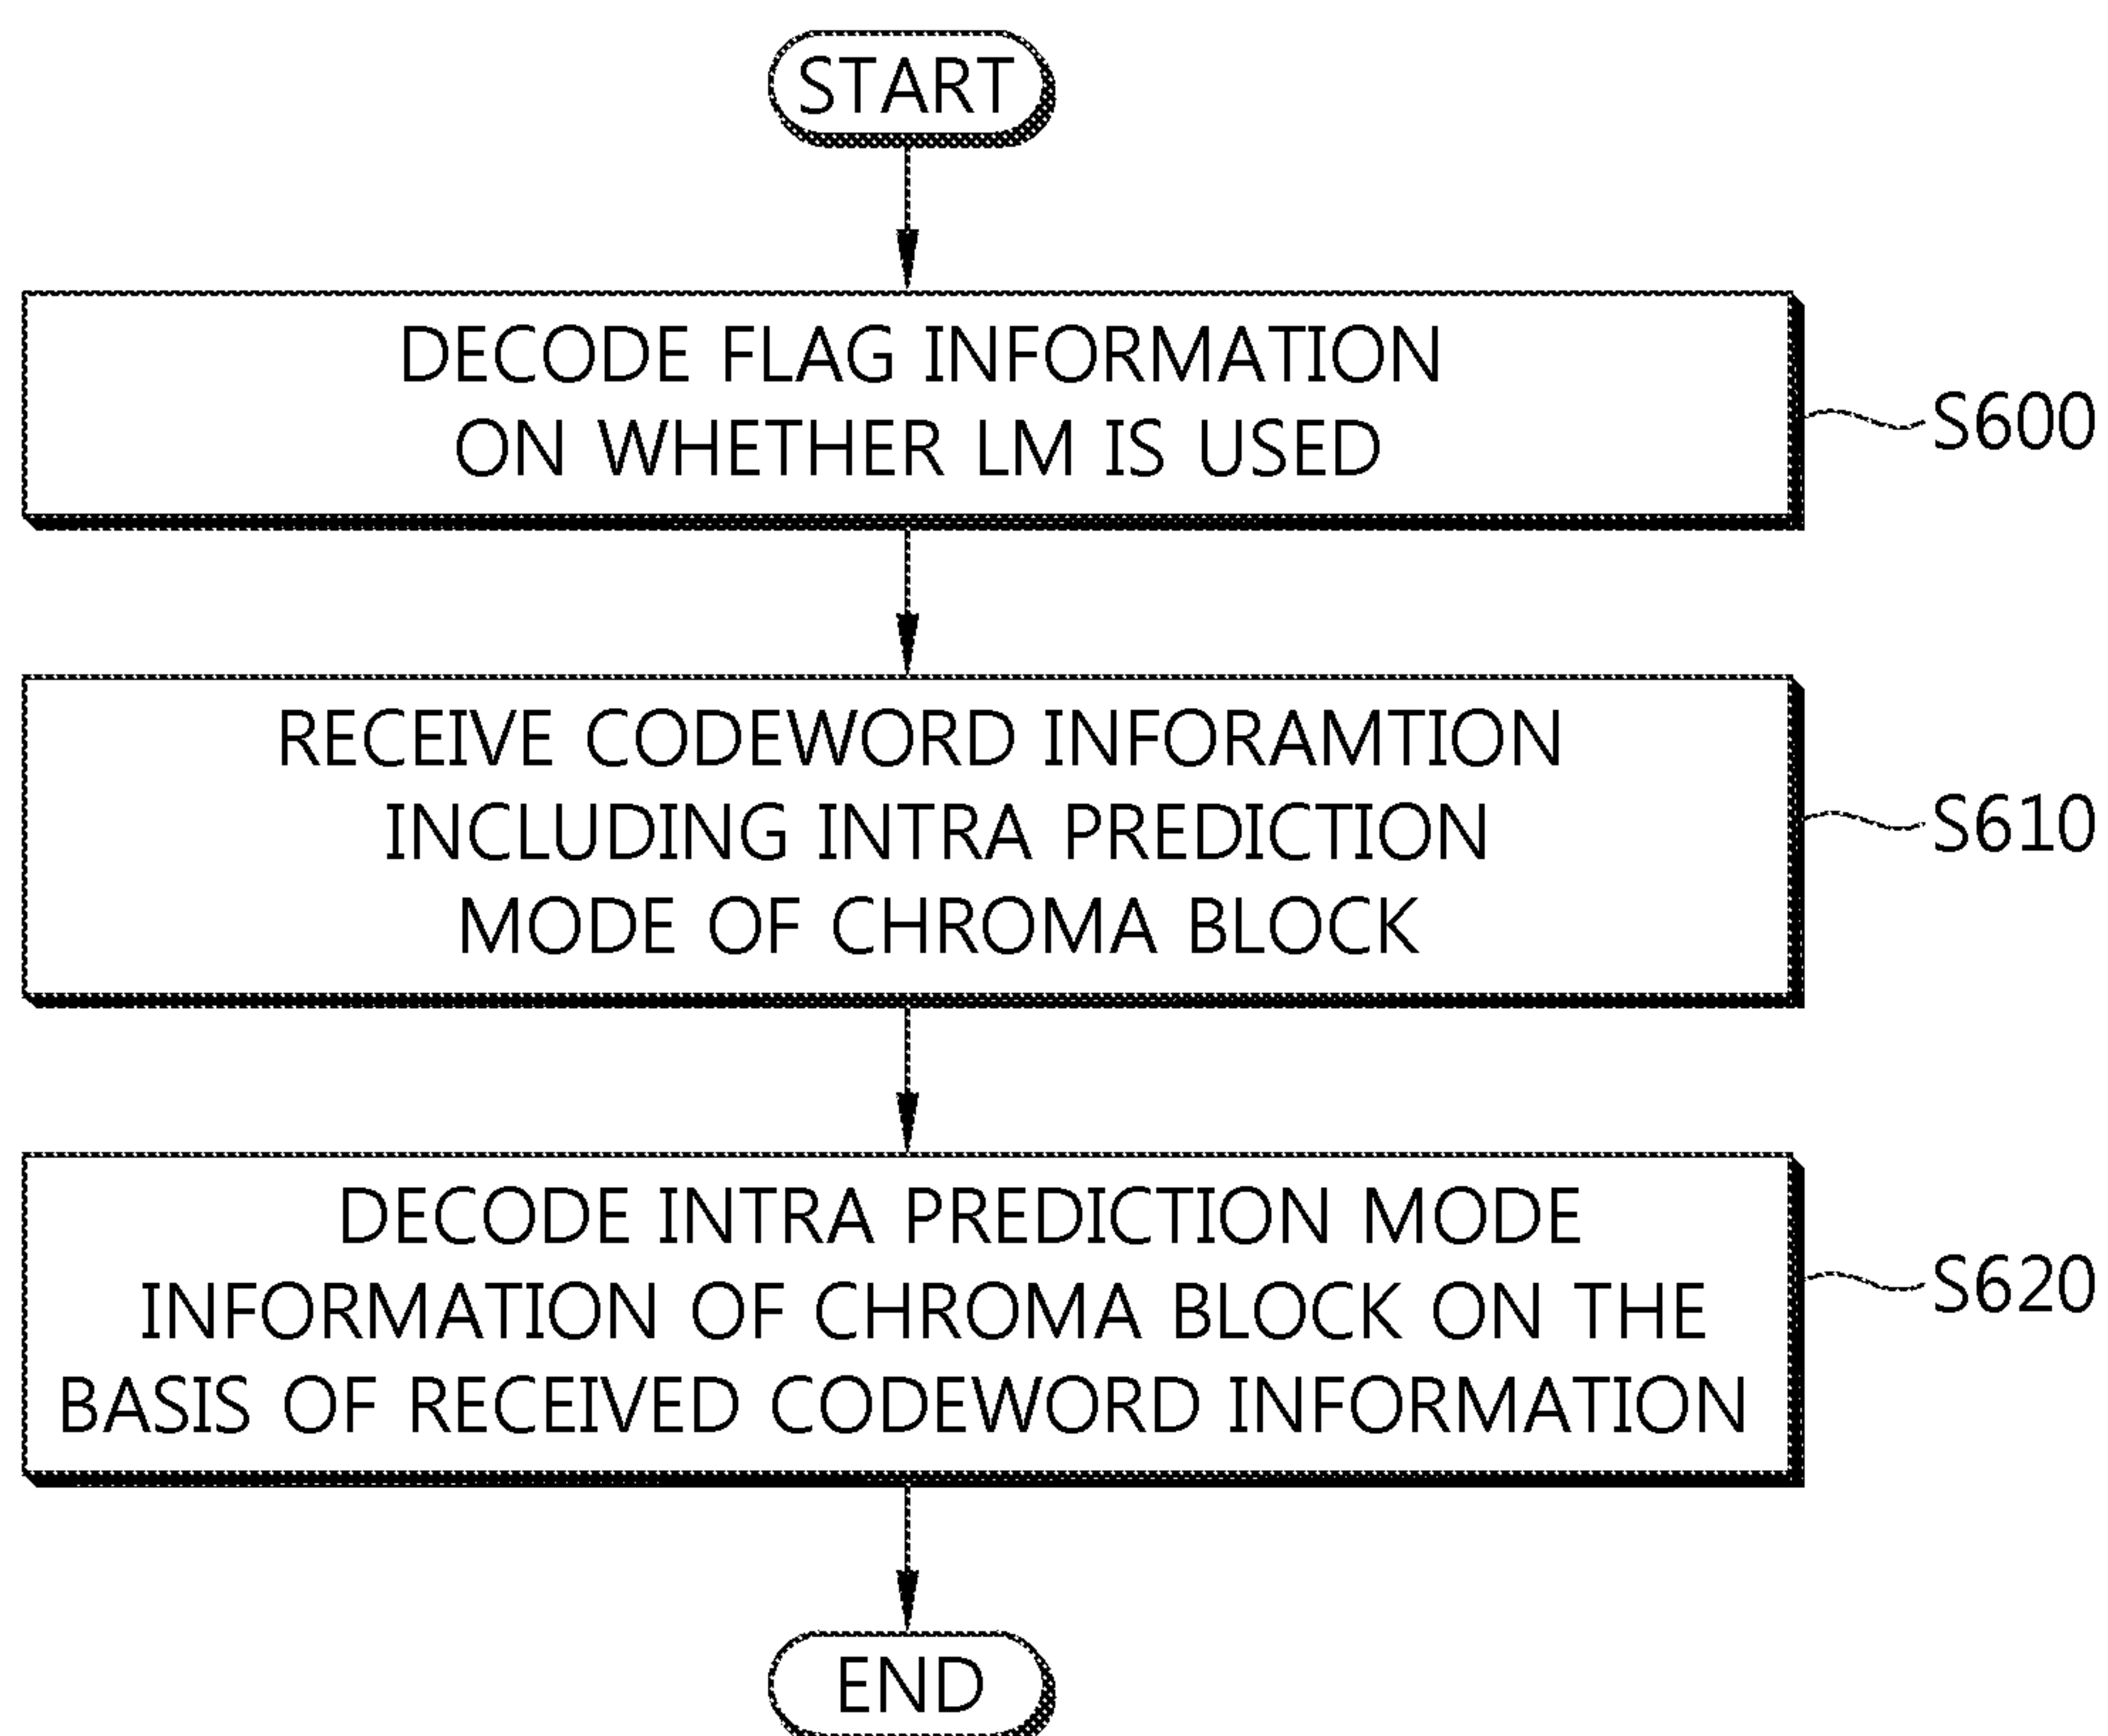 START
DECODE FLAG INFORMATION
ON WHETHER LM IS USED
S600
RECEIVE CODEWORD INFORAMTION
INCLUDING INTRA PREDICTION
MODE OF CHROMA BLOCK
S610
DECODE INTRA PREDICTION MODE
INFORMATION OF CHROMA BLOCK ON THE
BASIS OF RECEIVED CODEWORD INFORMATION
S620
END